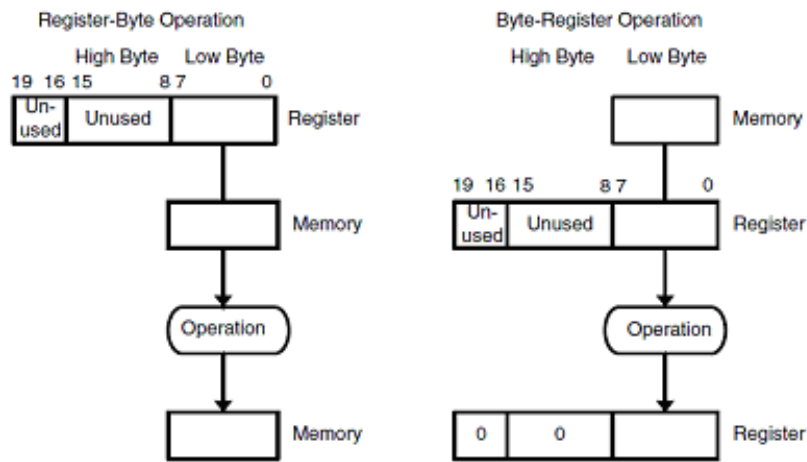 Register-Byte Operation
High Byte Low Byte
19 16 15 8 7 0
Un-
used
Unused
Register
Memory
Operation
Memory
Byte-Register Operation
High Byte Low Byte
Memory
19 16 15 8 7 0
Un-
used
Unused
Register
Operation
0 0
Register